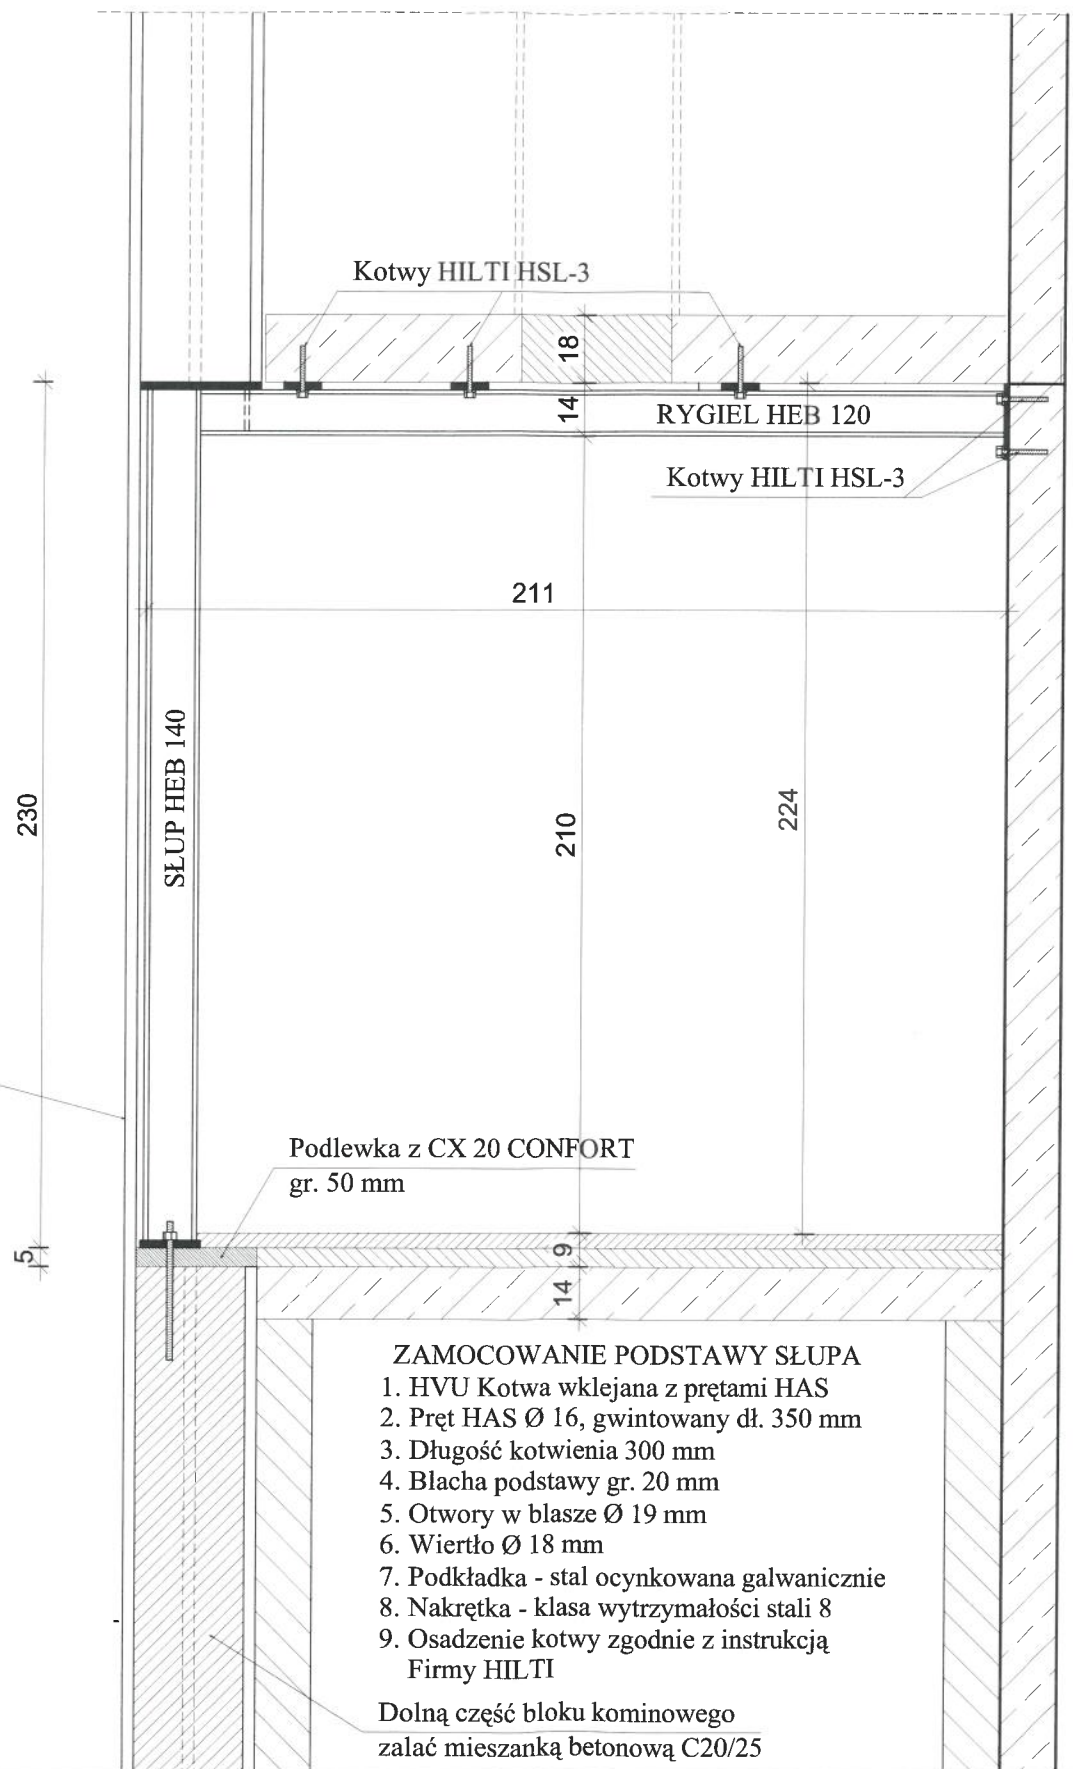 Kotwy HILTI HSL-3
18
14
RYGIEL HEB 120
Kotwy HILTI HSL-3
211
SŁUP HEB 140
230
210
224
Podlewka z CX 20 CONFORT
gr. 50 mm
5
9
14
ZAMOCOWANIE PODSTAWY SŁUPA
1. HVU Kotwa wklejana z prętami HAS
2. Pręt HAS Ø 16, gwintowany dł. 350 mm
3. Długość kotwienia 300 mm
4. Blacha podstawy gr. 20 mm
5. Otwory w blasze Ø 19 mm
6. Wiertło Ø 18 mm
7. Podkładka - stal ocynkowana galwanicznie
8. Nakrętka - klasa wytrzymałości stali 8
9. Osadzenie kotwy zgodnie z instrukcją
Firmy HILTI
Dolną część bloku kominowego
zalać mieszanką betonową C20/25